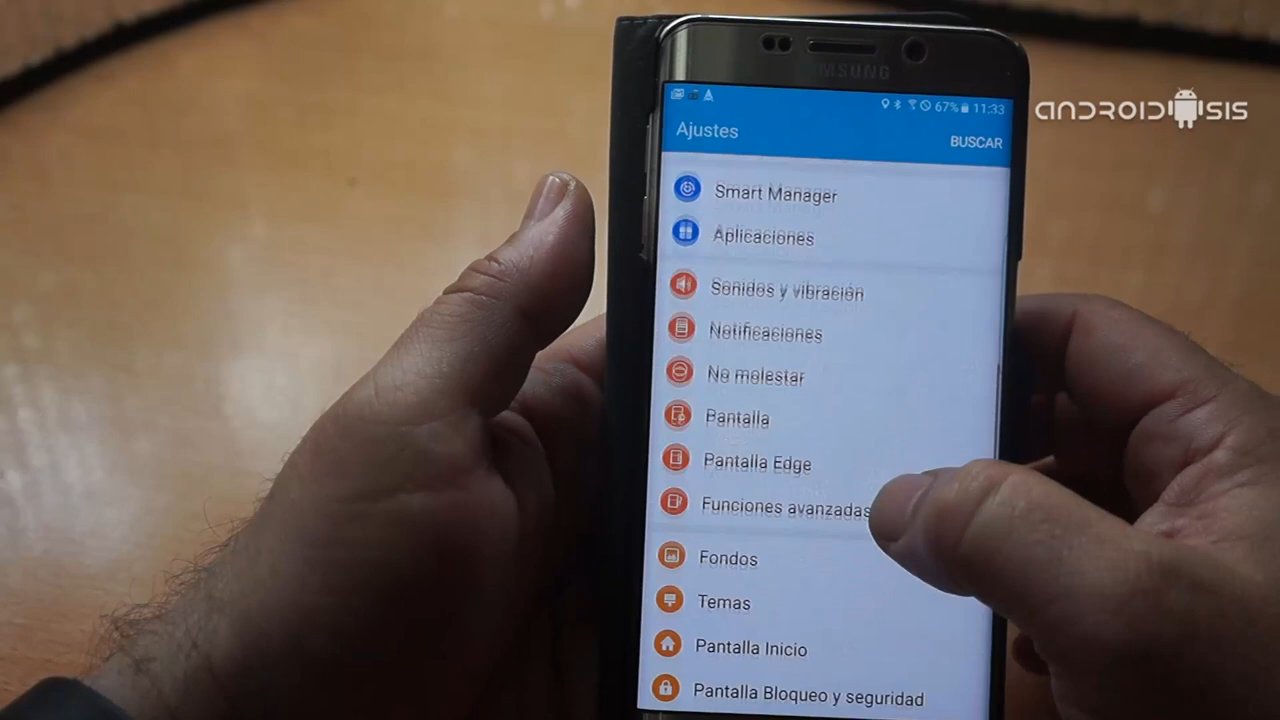 SAMSUNG
67% 11:33
Ajustes
BUSCAR
ANDROIDSIS
Smart Manager
Aplicaciones
Sonidos y vibración
Notificaciones
No molestar
Pantalla
Pantalla Edge
Funciones avanzadas
Fondos
Temas
Pantalla Inicio
Pantalla Bloqueo y seguridad